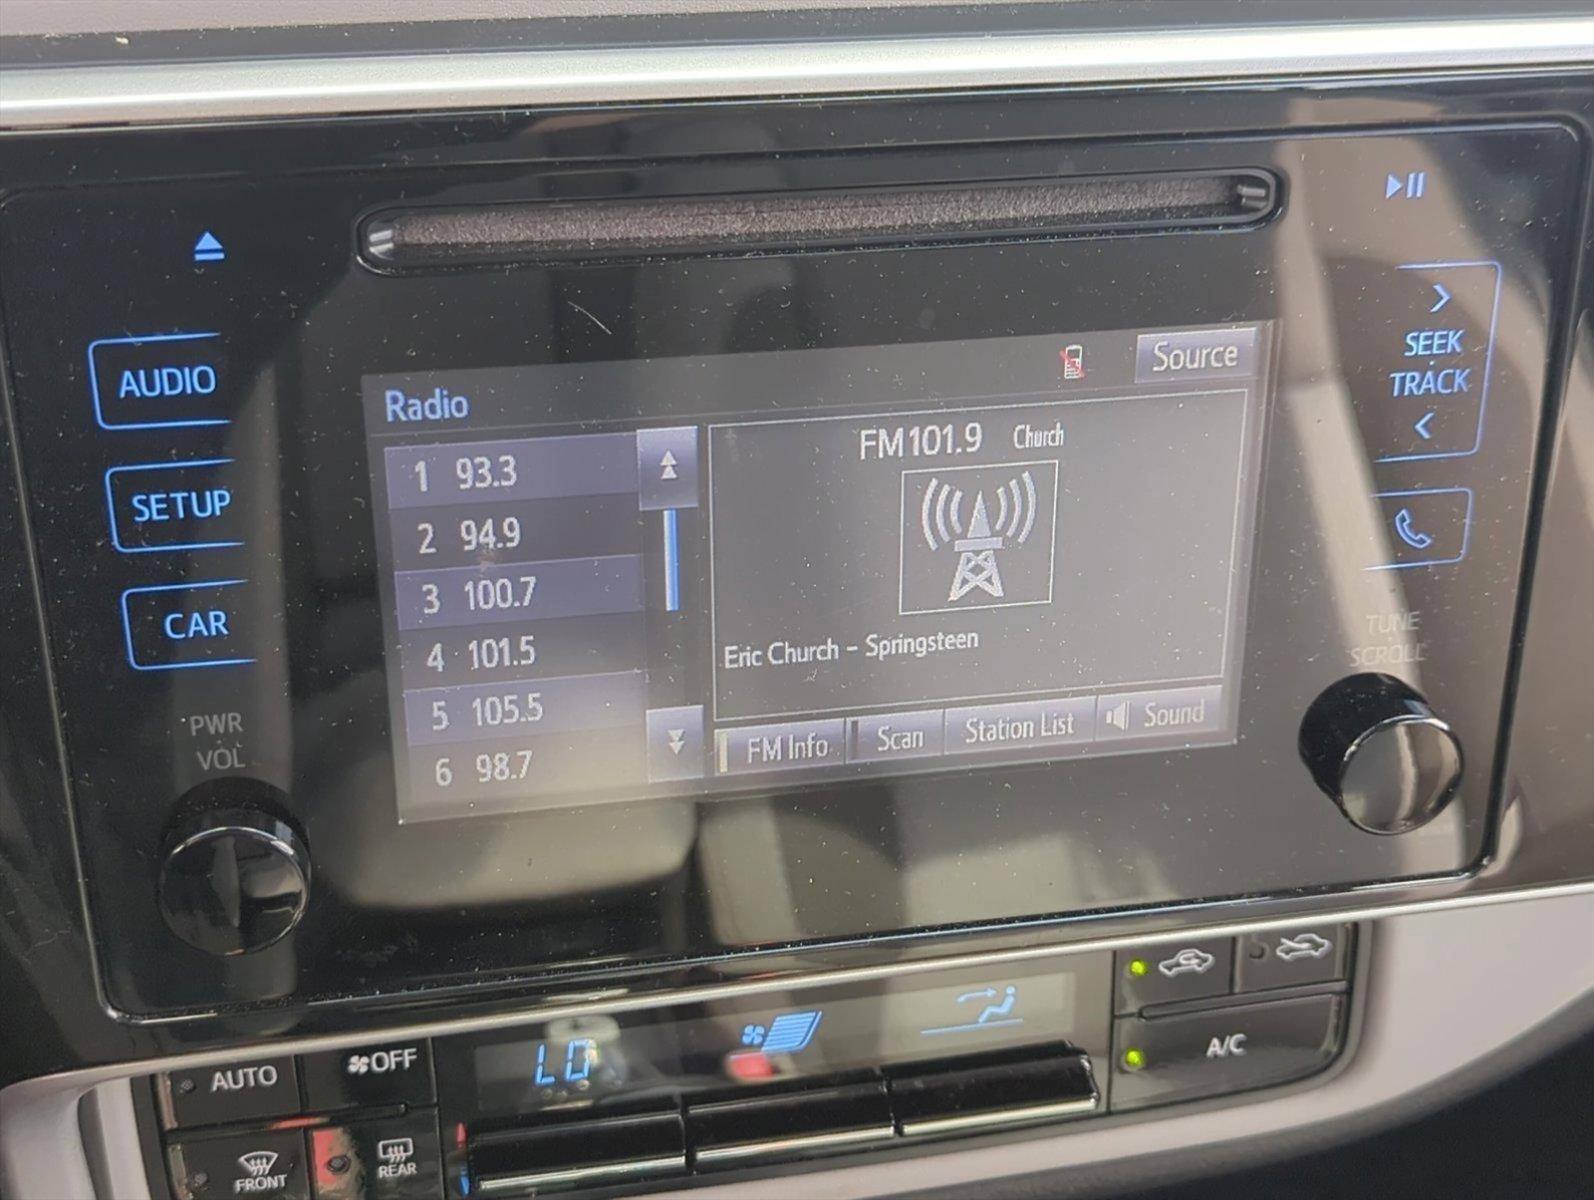 AUDIO
SETUP
CAR
PWR
VOL
Radio
Source
1 93.3
2 94.9
3 100.7
4 101.5
5 105.5
6 98.7
FM 101.9 Church
Eric Church - Springsteen
FM Info Scan Station List Sound
SEEK
TRACK
TUNE
SCROLL
AUTO
OFF
LO
A/C
FRONT
REAR